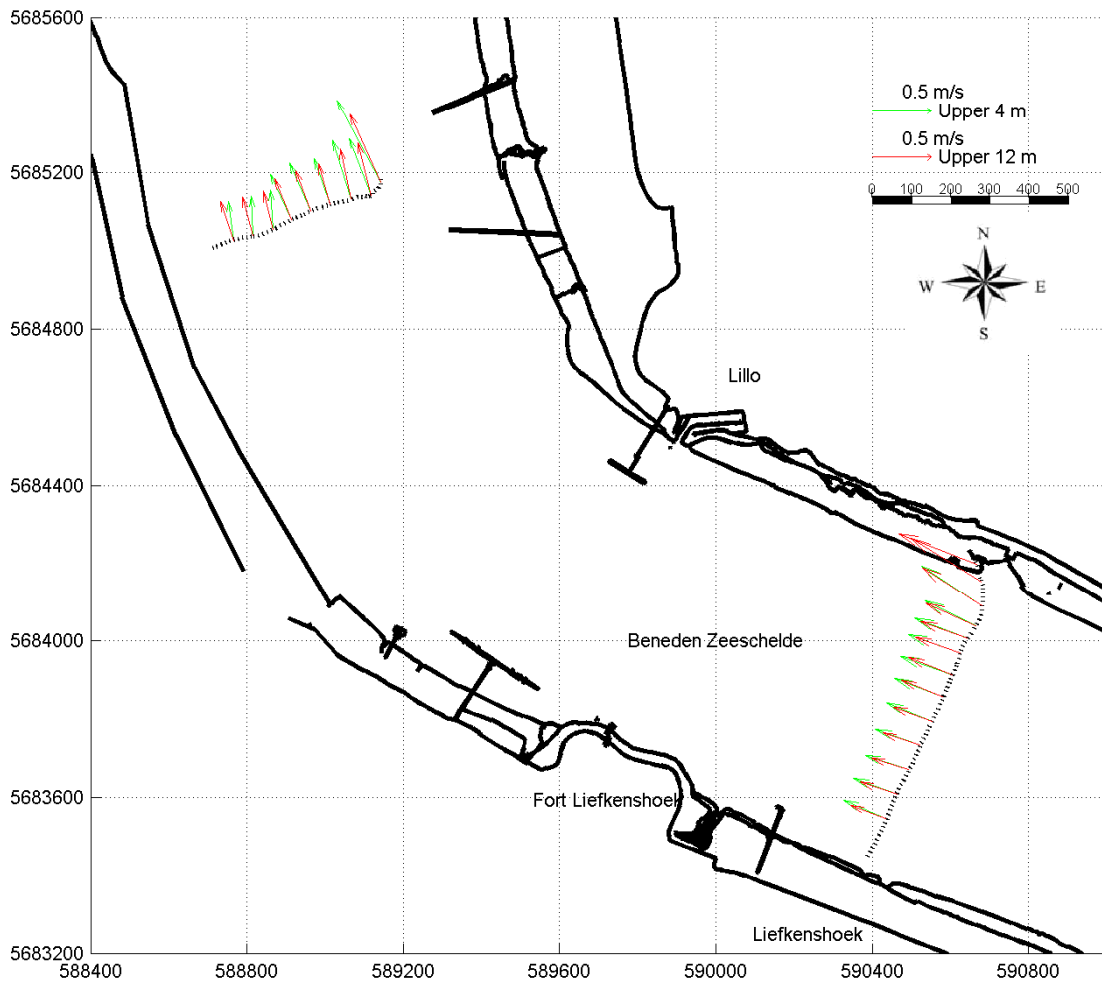 5685600
0.5 m/s
Upper 4 m
0.5 m/s
Upper 12 m
5685200
0 100 200 300 400 500
N
W E
S
5684800
Lillo
5684400
5684000
Beneden Zeeschelde
5683600
Fort Liefkenshoek
Liefkenshoek
5683200
588400 588800 589200 589600 590000 590400 590800